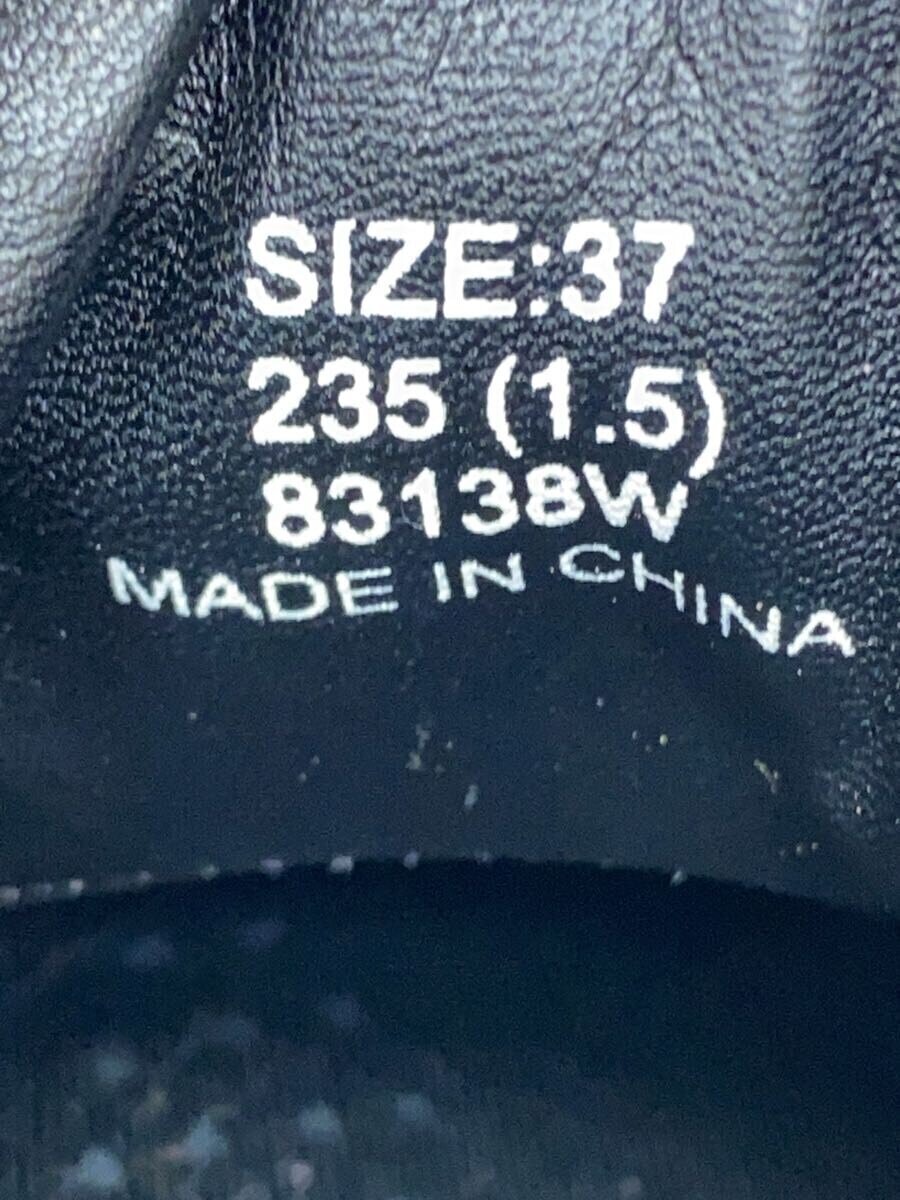 SIZE:37
235 (1.5)
83138W
MADE IN CHINA